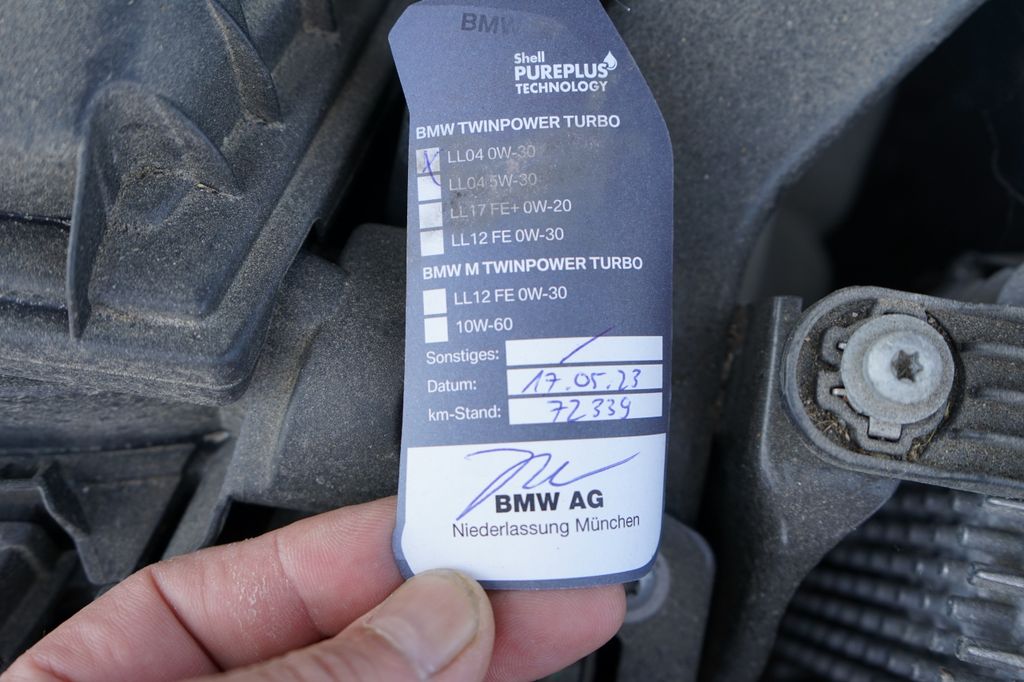 BMW
Shell
PUREPLUS
TECHNOLOGY
BMW TWINPOWER TURBO
X LL04 0W-30
LL04 5W-30
LL17 FE+ 0W-20
LL12 FE 0W-30
BMW M TWINPOWER TURBO
LL12 FE 0W-30
10W-60
Sonstiges: /
Datum: 17.05.23
km-Stand: 72339
BMW AG
Niederlassung München